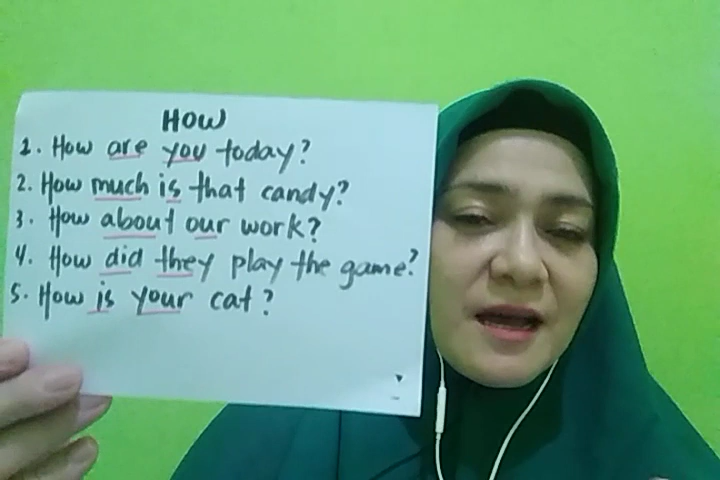 HOW
1. How are you today?
2. How much is that candy?
3. How about our work?
4. How did they play the game?
5. How is your cat?